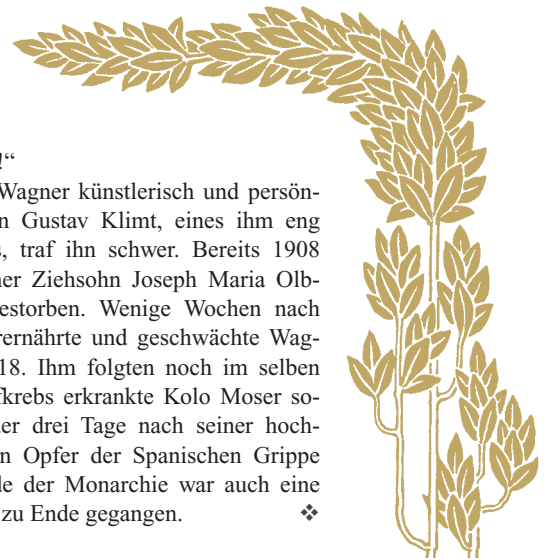 !“
Wagner künstlerisch und persön-
n Gustav Klimt, eines ihm eng
, traf ihn schwer. Bereits 1908
ner Ziehsohn Joseph Maria Olb-
estorben. Wenige Wochen nach
rernährte und geschwächte Wag-
18. Ihm folgten noch im selben
fkrebs erkrankte Kolo Moser so-
er drei Tage nach seiner hoch-
n Opfer der Spanischen Grippe
de der Monarchie war auch eine
zu Ende gegangen. ❖